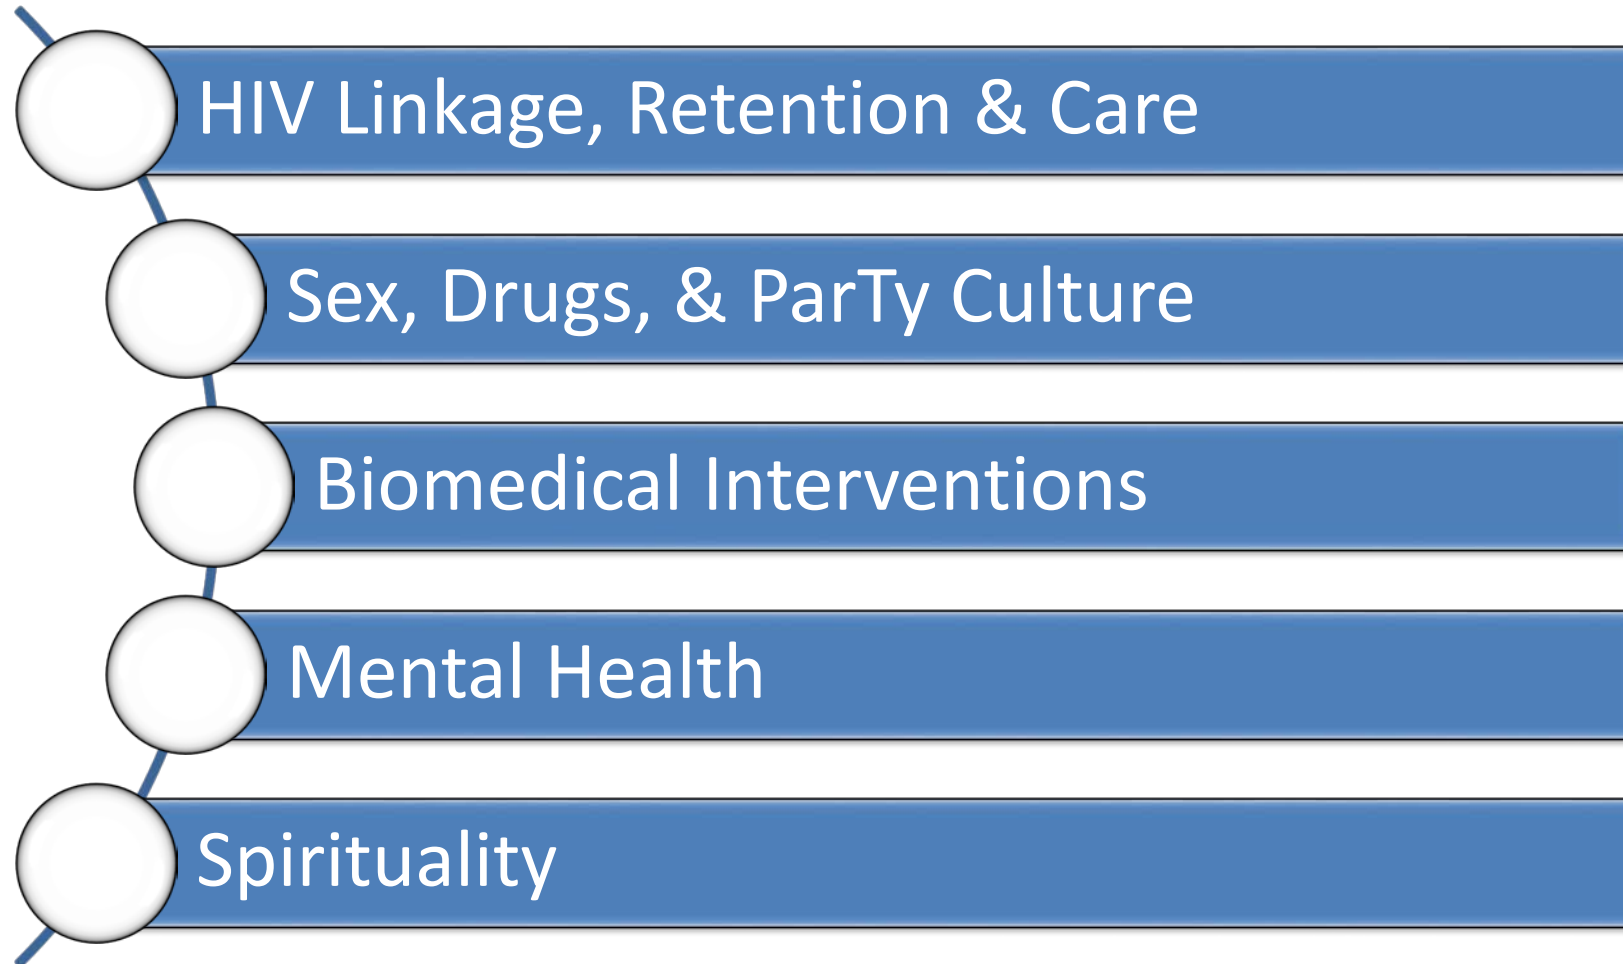 HIV Linkage, Retention & Care
Sex, Drugs, & ParTy Culture
Biomedical Interventions
Mental Health
Spirituality